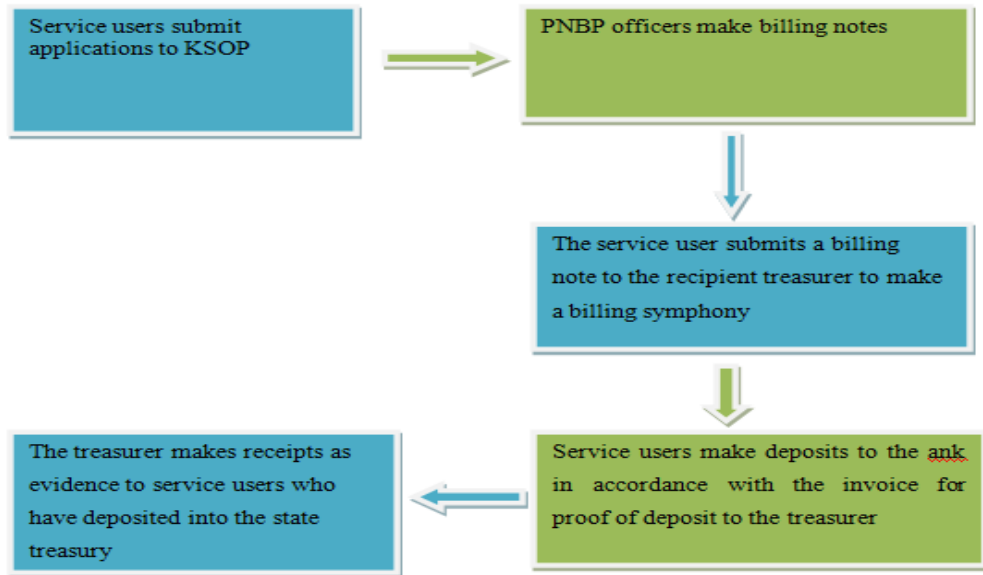 Service users submit
applications to KSOP
PNBP officers make billing notes
The service user submits a billing
note to the recipient treasurer to make
a billing symphony
Service users make deposits to the ank
in accordance with the invoice for
proof of deposit to the treasurer
The treasurer makes receipts as
evidence to service users who
have deposited into the state
treasury